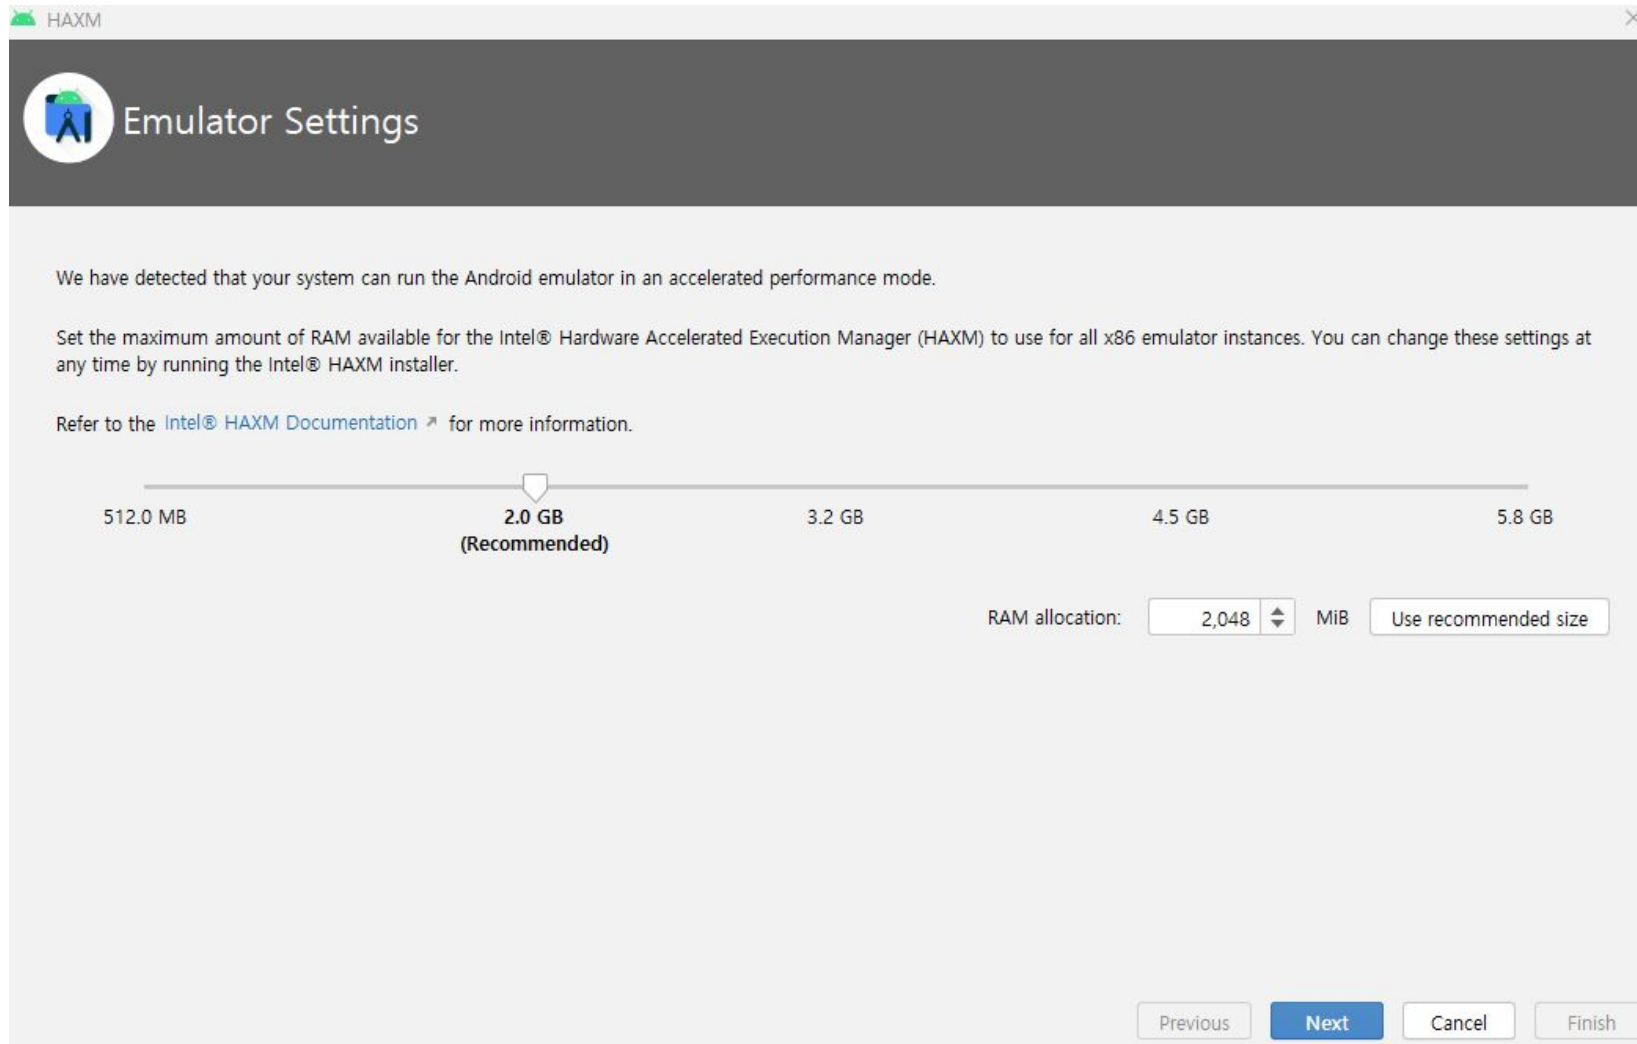 HAXM
Emulator Settings
We have detected that your system can run the Android emulator in an accelerated performance mode.
Set the maximum amount of RAM available for the Intel® Hardware Accelerated Execution Manager (HAXM) to use for all x86 emulator instances. You can change these settings at
any time by running the Intel® HAXM installer.
Refer to the Intel® HAXM Documentation ↗ for more information.
512.0 MB 2.0 GB 3.2 GB 4.5 GB 5.8 GB
(Recommended)
RAM allocation: 2,048 MiB Use recommended size
Previous Next Cancel Finish